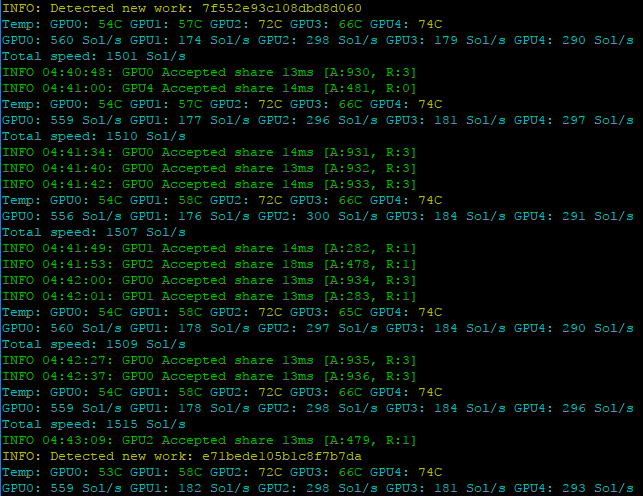 INFO: Detected new work: 7f552e93c108dbd8d060
Temp: GPU0: 54C GPU1: 57C GPU2: 72C GPU3: 66C GPU4: 74C
GPU0: 560 Sol/s GPU1: 174 Sol/s GPU2: 298 Sol/s GPU3: 179 Sol/s GPU4: 290 Sol/s
Total speed: 1501 Sol/s
INFO 04:40:48: GPU0 Accepted share 13ms [A:930, R:3]
INFO 04:41:00: GPU4 Accepted share 14ms [A:481, R:0]
Temp: GPU0: 54C GPU1: 57C GPU2: 72C GPU3: 66C GPU4: 74C
GPU0: 559 Sol/s GPU1: 177 Sol/s GPU2: 296 Sol/s GPU3: 181 Sol/s GPU4: 297 Sol/s
Total speed: 1510 Sol/s
INFO 04:41:34: GPU0 Accepted share 14ms [A:931, R:3]
INFO 04:41:40: GPU0 Accepted share 13ms [A:932, R:3]
INFO 04:41:42: GPU0 Accepted share 14ms [A:933, R:3]
Temp: GPU0: 54C GPU1: 58C GPU2: 72C GPU3: 66C GPU4: 74C
GPU0: 556 Sol/s GPU1: 176 Sol/s GPU2: 300 Sol/s GPU3: 184 Sol/s GPU4: 291 Sol/s
Total speed: 1507 Sol/s
INFO 04:41:49: GPU1 Accepted share 14ms [A:282, R:1]
INFO 04:41:53: GPU2 Accepted share 18ms [A:478, R:1]
INFO 04:42:00: GPU0 Accepted share 13ms [A:934, R:3]
INFO 04:42:01: GPU1 Accepted share 13ms [A:283, R:1]
Temp: GPU0: 54C GPU1: 58C GPU2: 72C GPU3: 65C GPU4: 74C
GPU0: 560 Sol/s GPU1: 178 Sol/s GPU2: 297 Sol/s GPU3: 184 Sol/s GPU4: 290 Sol/s
Total speed: 1509 Sol/s
INFO 04:42:27: GPU0 Accepted share 13ms [A:935, R:3]
INFO 04:42:37: GPU0 Accepted share 13ms [A:936, R:3]
Temp: GPU0: 54C GPU1: 58C GPU2: 72C GPU3: 66C GPU4: 74C
GPU0: 559 Sol/s GPU1: 178 Sol/s GPU2: 298 Sol/s GPU3: 184 Sol/s GPU4: 296 Sol/s
Total speed: 1515 Sol/s
INFO 04:43:09: GPU2 Accepted share 13ms [A:479, R:1]
INFO: Detected new work: e71bede105b1c8f7b7da
Temp: GPU0: 53C GPU1: 58C GPU2: 72C GPU3: 66C GPU4: 74C
GPU0: 559 Sol/s GPU1: 182 Sol/s GPU2: 298 Sol/s GPU3: 181 Sol/s GPU4: 293 Sol/s